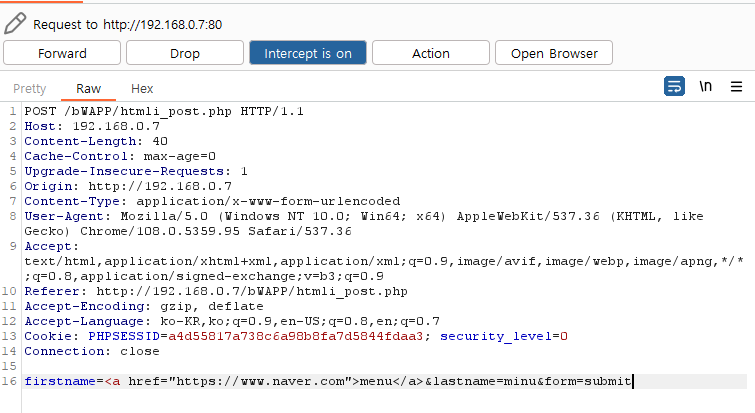 Request to http://192.168.0.7:80
Forward Drop Intercept is on Action Open Browser
Pretty Raw Hex \n
1 POST /bWAPP/htmli_post.php HTTP/1.1
2 Host: 192.168.0.7
3 Content-Length: 40
4 Cache-Control: max-age=0
5 Upgrade-Insecure-Requests: 1
6 Origin: http://192.168.0.7
7 Content-Type: application/x-www-form-urlencoded
8 User-Agent: Mozilla/5.0 (Windows NT 10.0; Win64; x64) AppleWebKit/537.36 (KHTML, like
Gecko) Chrome/108.0.5359.95 Safari/537.36
9 Accept:
text/html,application/xhtml+xml,application/xml;q=0.9,image/avif,image/webp,image/apng,*/*
;q=0.8,application/signed-exchange;v=b3;q=0.9
10 Referer: http://192.168.0.7/bWAPP/htmli_post.php
11 Accept-Encoding: gzip, deflate
12 Accept-Language: ko-KR,ko;q=0.9,en-US;q=0.8,en;q=0.7
13 Cookie: PHPSESSID=a4d55817a738c6a98b8fa7d5844fdaa3; security_level=0
14 Connection: close
15
16 firstname=<a href="https://www.naver.com">menu</a>&lastname=minu&form=submit